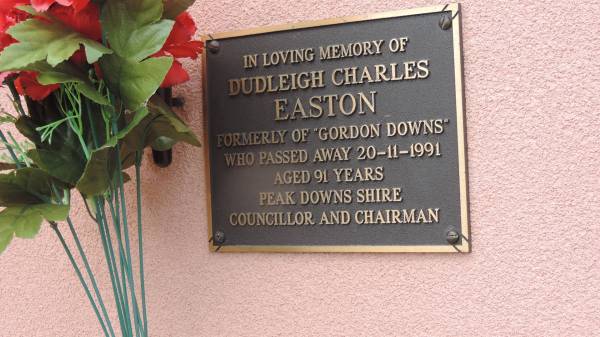 IN LOVING MEMORY OF
DUDLEIGH CHARLES
EASTON
FORMERLY OF "GORDON DOWNS"
WHO PASSED AWAY 20-11-1991
AGED 91 YEARS
PEAK DOWNS SHIRE
COUNCILLOR AND CHAIRMAN